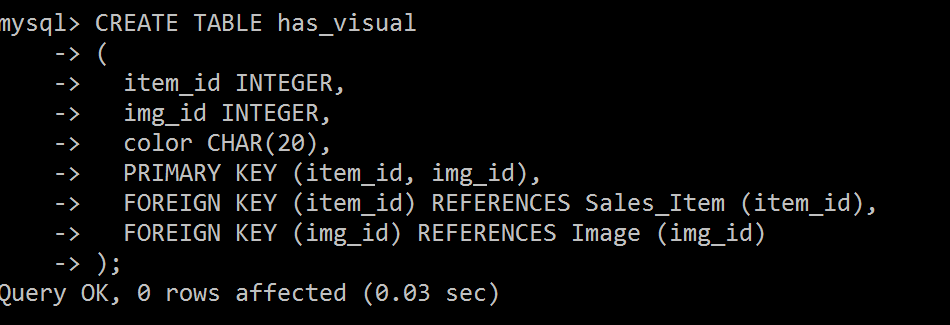 mysql> CREATE TABLE has_visual
    -> (
    ->   item_id INTEGER,
    ->   img_id INTEGER,
    ->   color CHAR(20),
    ->   PRIMARY KEY (item_id, img_id),
    ->   FOREIGN KEY (item_id) REFERENCES Sales_Item (item_id),
    ->   FOREIGN KEY (img_id) REFERENCES Image (img_id)
    -> );
Query OK, 0 rows affected (0.03 sec)